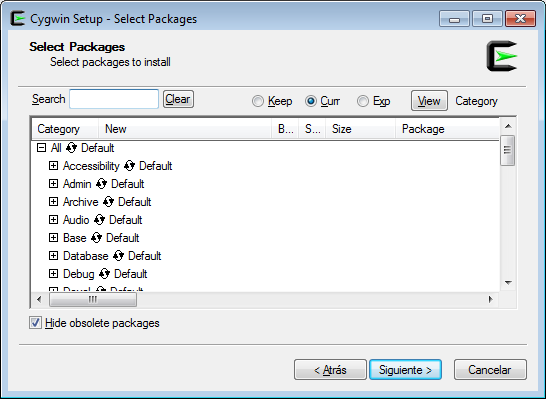 Cygwin Setup - Select Packages
Select Packages
Select packages to install
Search Clear Keep Curr Exp View Category
Category New B... S... Size Package
All Default
Accessibility Default
Admin Default
Archive Default
Audio Default
Base Default
Database Default
Debug Default
Hide obsolete packages
< Atrás Siguiente > Cancelar